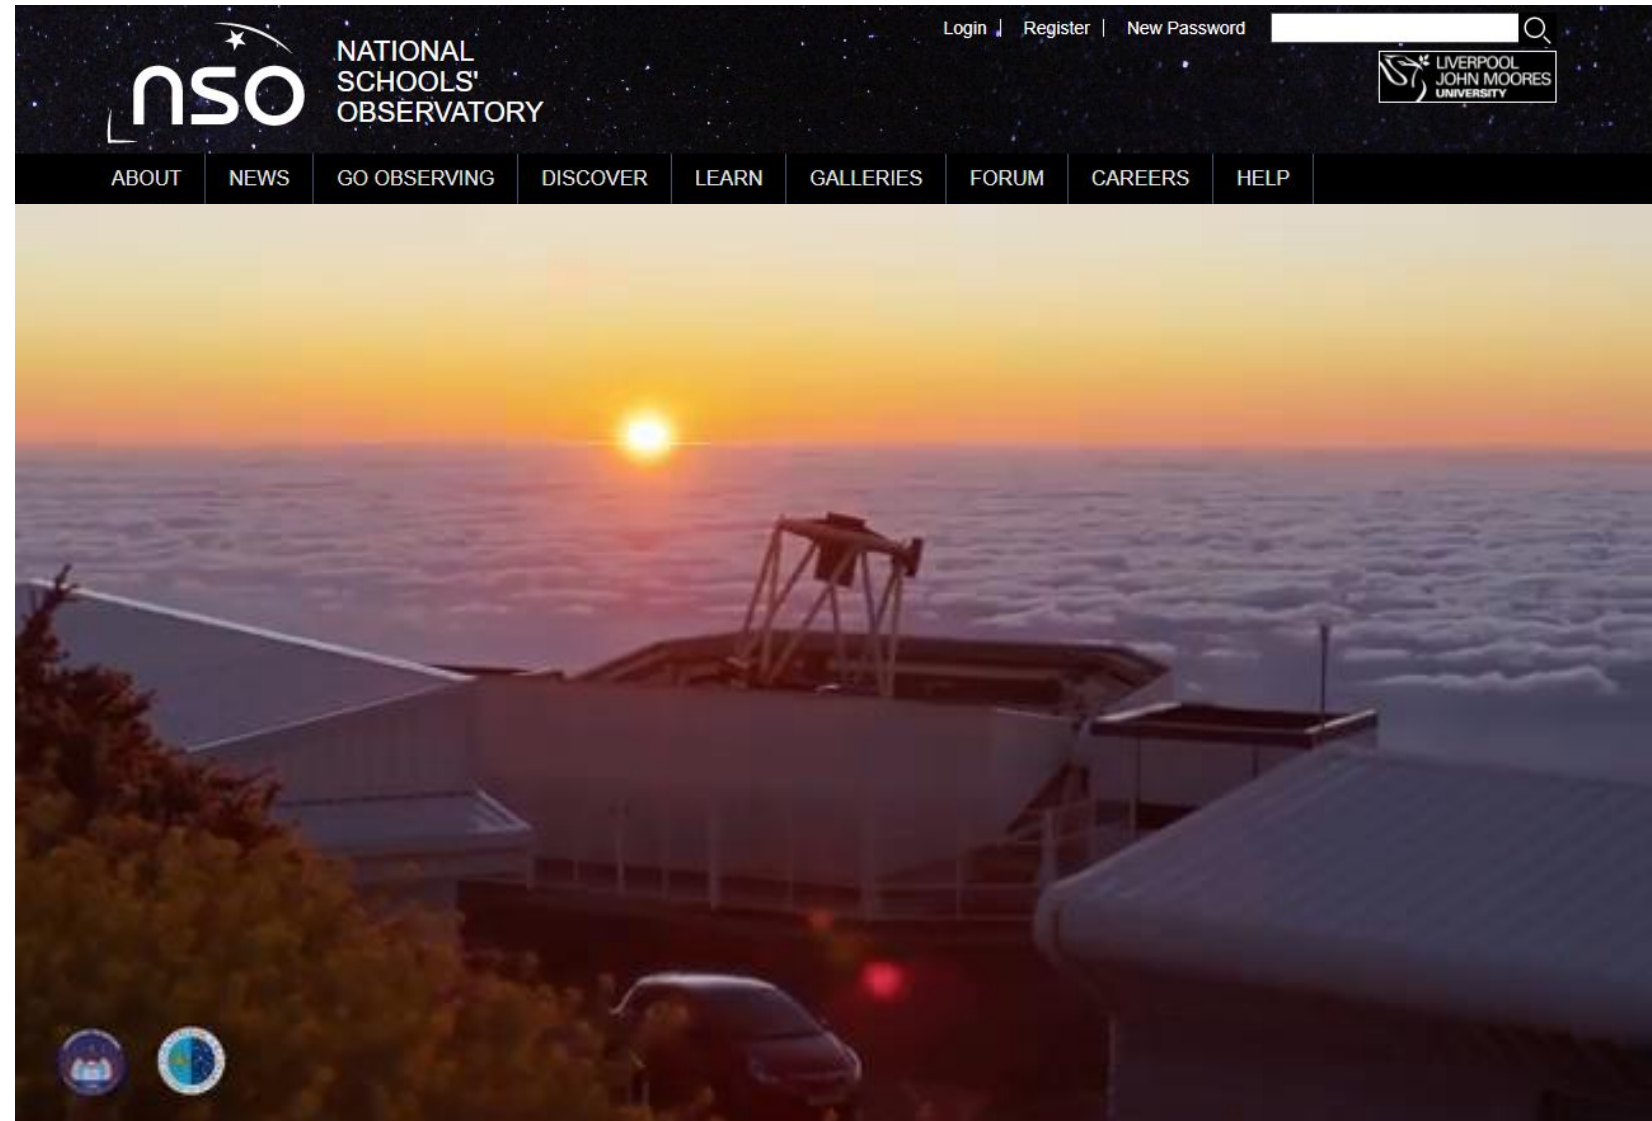 Login | Register | New Password
nso
NATIONAL
SCHOOLS'
OBSERVATORY
LIVERPOOL
JOHN MOORES
UNIVERSITY
ABOUT NEWS GO OBSERVING DISCOVER LEARN GALLERIES FORUM CAREERS HELP